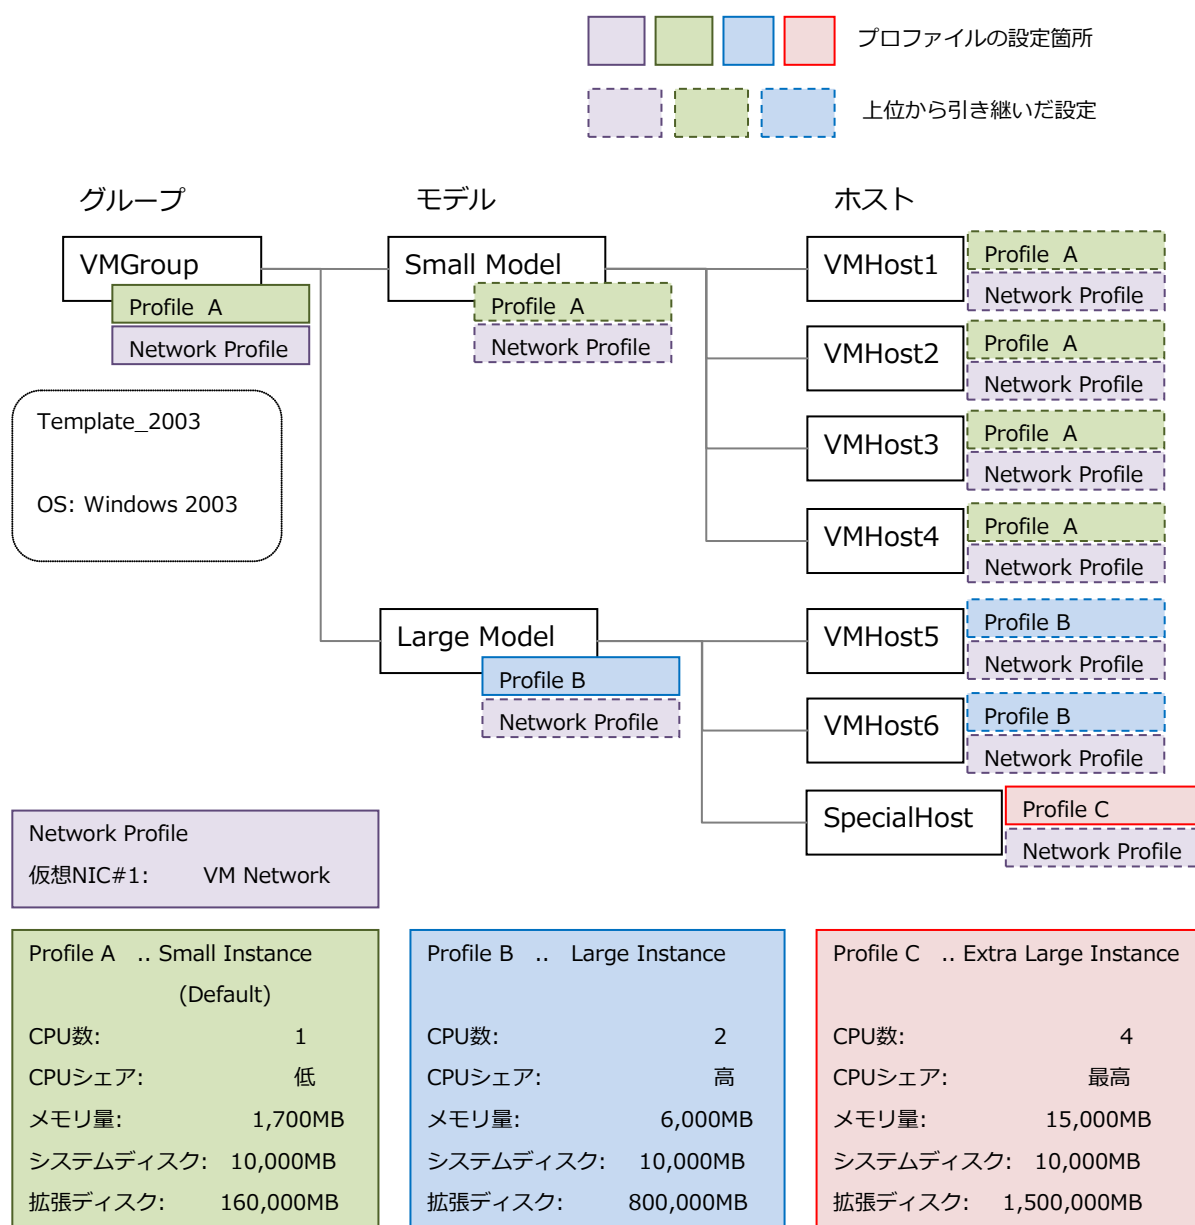 プロファイルの設定箇所
上位から引き継いだ設定
グループ
モデル
ホスト
VMGroup
Profile A
Network Profile
Small Model
Profile A
Network Profile
VMHost1
Profile A
Network Profile
VMHost2
Profile A
Network Profile
VMHost3
Profile A
Network Profile
VMHost4
Profile A
Network Profile
Template_2003
OS: Windows 2003
Large Model
Profile B
Network Profile
VMHost5
Profile B
Network Profile
VMHost6
Profile B
Network Profile
SpecialHost
Profile C
Network Profile
Network Profile
仮想NIC#1: VM Network
Profile A .. Small Instance
(Default)
CPU数: 1
CPUシェア: 低
メモリ量: 1,700MB
システムディスク: 10,000MB
拡張ディスク: 160,000MB
Profile B .. Large Instance
CPU数: 2
CPUシェア: 高
メモリ量: 6,000MB
システムディスク: 10,000MB
拡張ディスク: 800,000MB
Profile C .. Extra Large Instance
CPU数: 4
CPUシェア: 最高
メモリ量: 15,000MB
システムディスク: 10,000MB
拡張ディスク: 1,500,000MB